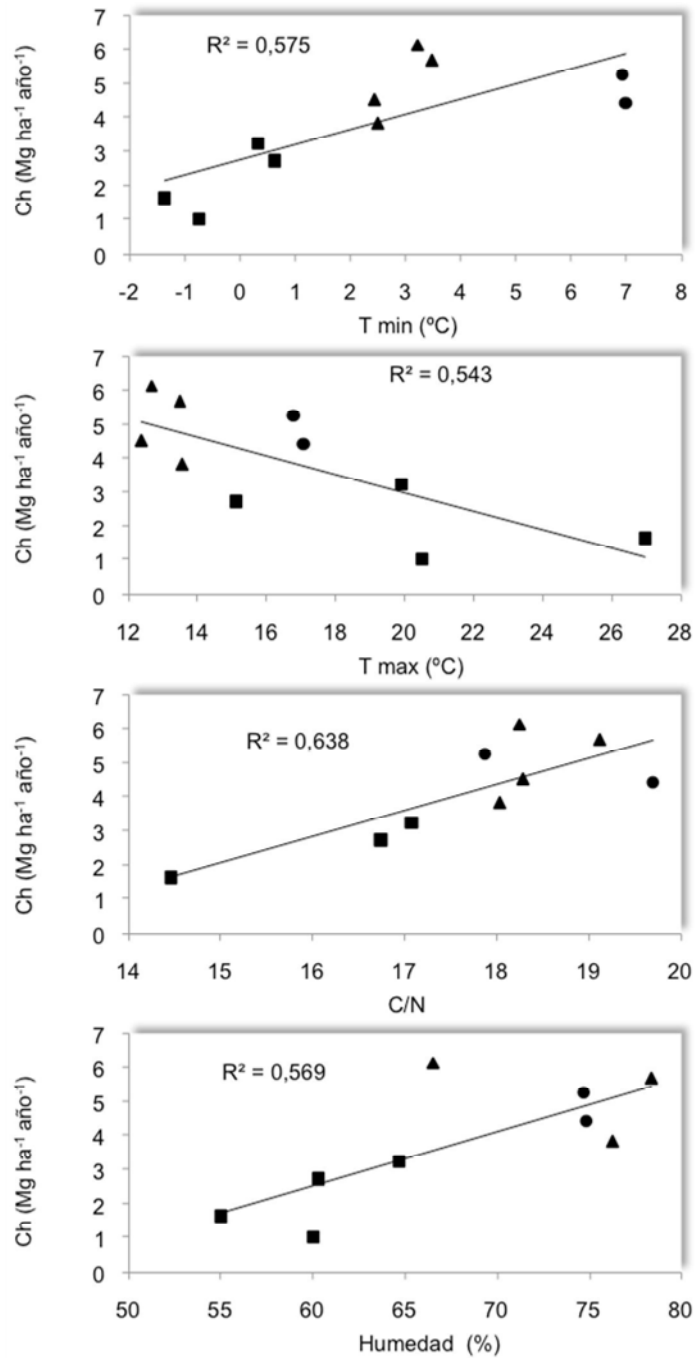 7
6
5
4
3
2
1
0
Ch (Mg ha⁻¹ año⁻¹)
R² = 0,575
-2 -1 0 1 2 3 4 5 6 7 8
T min (ºC)
7
6
5
4
3
2
1
0
Ch (Mg ha⁻¹ año⁻¹)
R² = 0,543
12 14 16 18 20 22 24 26 28
T max (ºC)
7
6
5
4
3
2
1
0
Ch (Mg ha⁻¹ año⁻¹)
R² = 0,638
14 15 16 17 18 19 20
C/N
7
6
5
4
3
2
1
0
Ch (Mg ha⁻¹ año⁻¹)
R² = 0,569
50 55 60 65 70 75 80
Humedad (%)